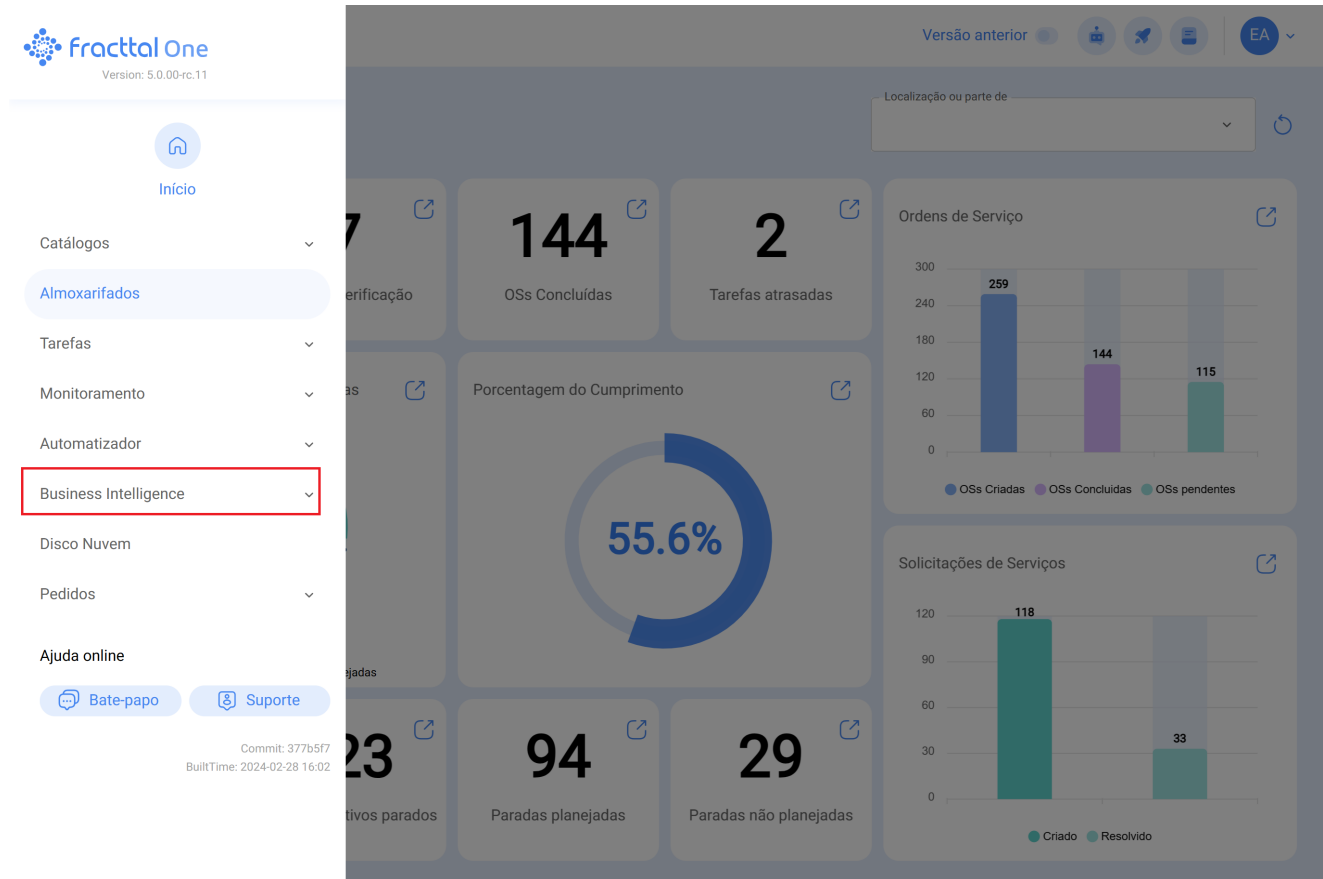 fracttal One
Version: 5.0.00-rc.11
Início
Catálogos
Almoxarifados
Tarefas
Monitoramento
Automatizador
Business Intelligence
Disco Nuvem
Pedidos
Ajuda online
Bate-papo
Suporte
Commit: 377b5f7
BuiltTime: 2024-02-28 16:02
Versão anterior
EA
Localização ou parte de
7
erificação
144
OSs Concluídas
2
Tarefas atrasadas
Ordens de Serviço
300
240
180
120
60
0
259
144
115
OSs Criadas
OSs Concluidas
OSs pendentes
as
ejadas
Porcentagem do Cumprimento
55.6%
Solicitações de Serviços
120
90
60
30
0
118
33
Criado
Resolvido
23
tivos parados
94
Paradas planejadas
29
Paradas não planejadas